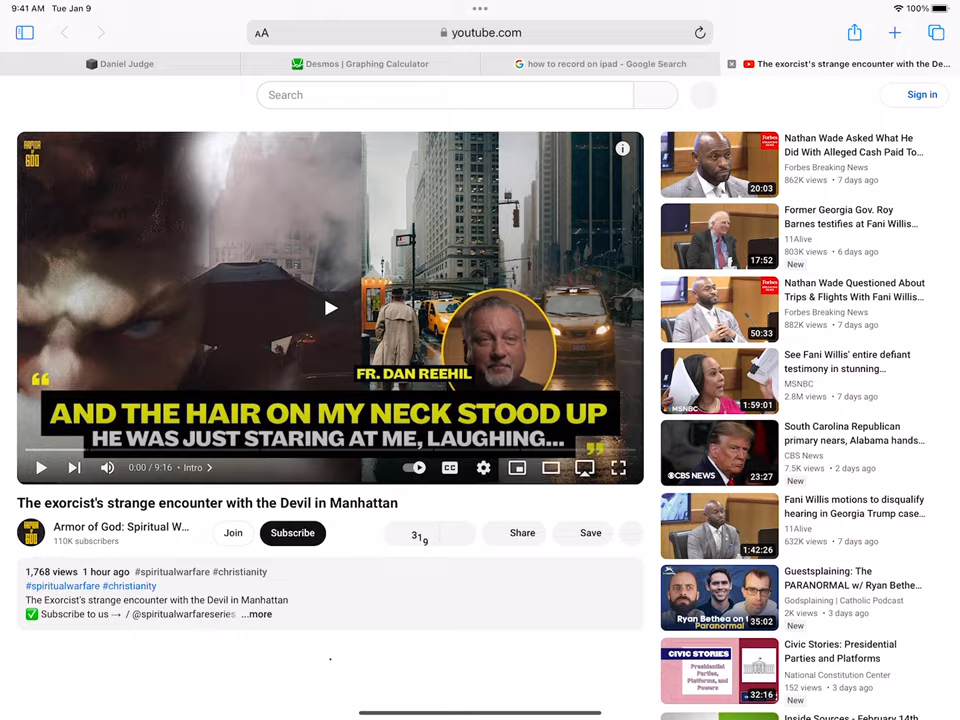 9:41 AM Tue Jan 9
100%
AA
youtube.com
Daniel Judge
Desmos | Graphing Calculator
how to record on ipad - Google Search
The exorcist's strange encounter with the De...
Search
Sign in
ARMOR OF GOD
FR. DAN REEHIL
“AND THE HAIR ON MY NECK STOOD UP
HE WAS JUST STARING AT ME, LAUGHING...”
0:00 / 9:16 • Intro
CC
The exorcist's strange encounter with the Devil in Manhattan
Armor of God: Spiritual W...
110K subscribers
Join
Subscribe
319
Share
Save
1,768 views 1 hour ago #spiritualwarfare #christianity
#spiritualwarfare #christianity
The Exorcist's strange encounter with the Devil in Manhattan
✅ Subscribe to us → / @spiritualwarfareseries ...more
Forbes
20:03
Nathan Wade Asked What He
Did With Alleged Cash Paid To...
Forbes Breaking News
862K views • 7 days ago
17:52
Former Georgia Gov. Roy
Barnes testifies at Fani Willis...
11Alive
803K views • 6 days ago
New
Forbes
50:33
Nathan Wade Questioned About
Trips & Flights With Fani Willis...
Forbes Breaking News
882K views • 7 days ago
MSNBC
1:59:01
See Fani Willis' entire defiant
testimony in stunning...
MSNBC
2.8M views • 7 days ago
CBS NEWS
23:27
South Carolina Republican
primary nears, Alabama hands...
CBS News
7.5K views • 2 days ago
New
1:42:26
Fani Willis motions to disqualify
hearing in Georgia Trump case...
11Alive
632K views • 7 days ago
Ryan Bethea on
Paranormal
35:02
Guestsplaining: The
PARANORMAL w/ Ryan Bethe...
Godsplaining | Catholic Podcast
2K views • 3 days ago
New
CIVIC STORIES:
Presidential
Parties,
Platforms, and
Powers
32:16
Civic Stories: Presidential
Parties and Platforms
National Constitution Center
152 views • 3 days ago
New
Inside Sources - February 14th